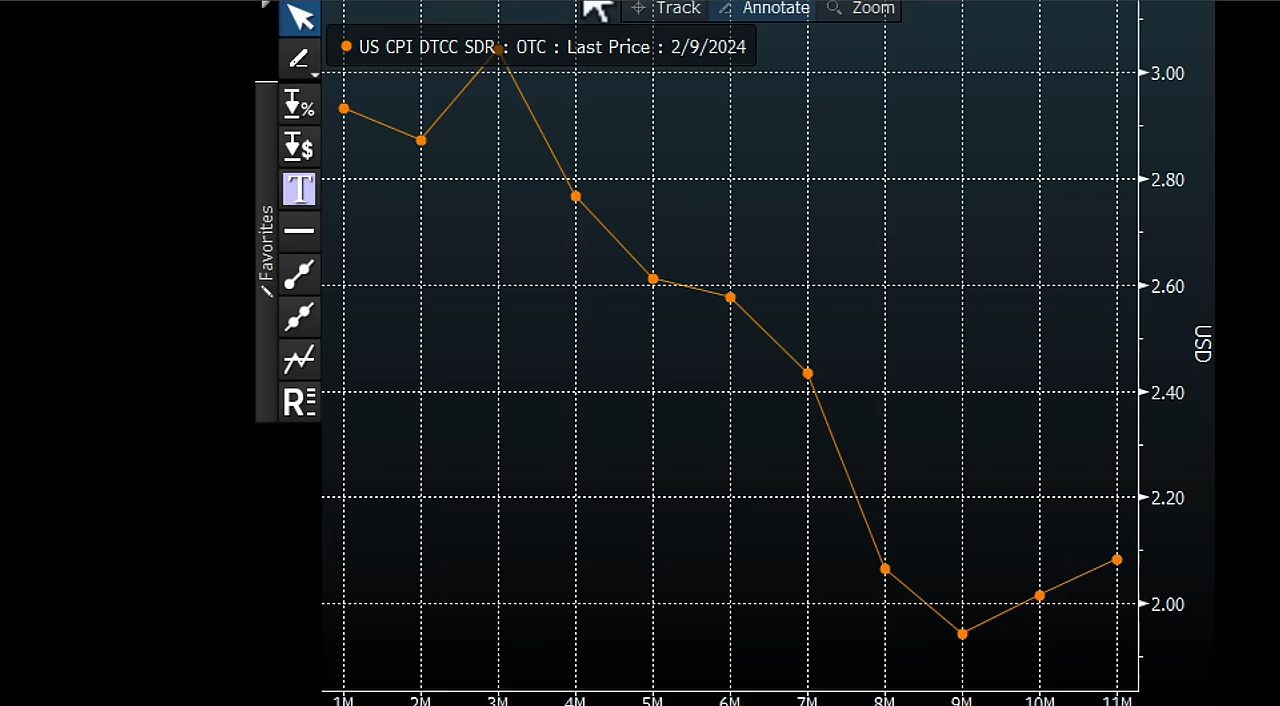 Track Annotate Zoom
US CPI DTCC SDR : OTC : Last Price : 2/9/2024
3.00
%
$
2.80
T
Favorites
2.60
USD
2.40
R
2.20
2.00
1M 2M 3M 4M 5M 6M 7M 8M 9M 10M 11M